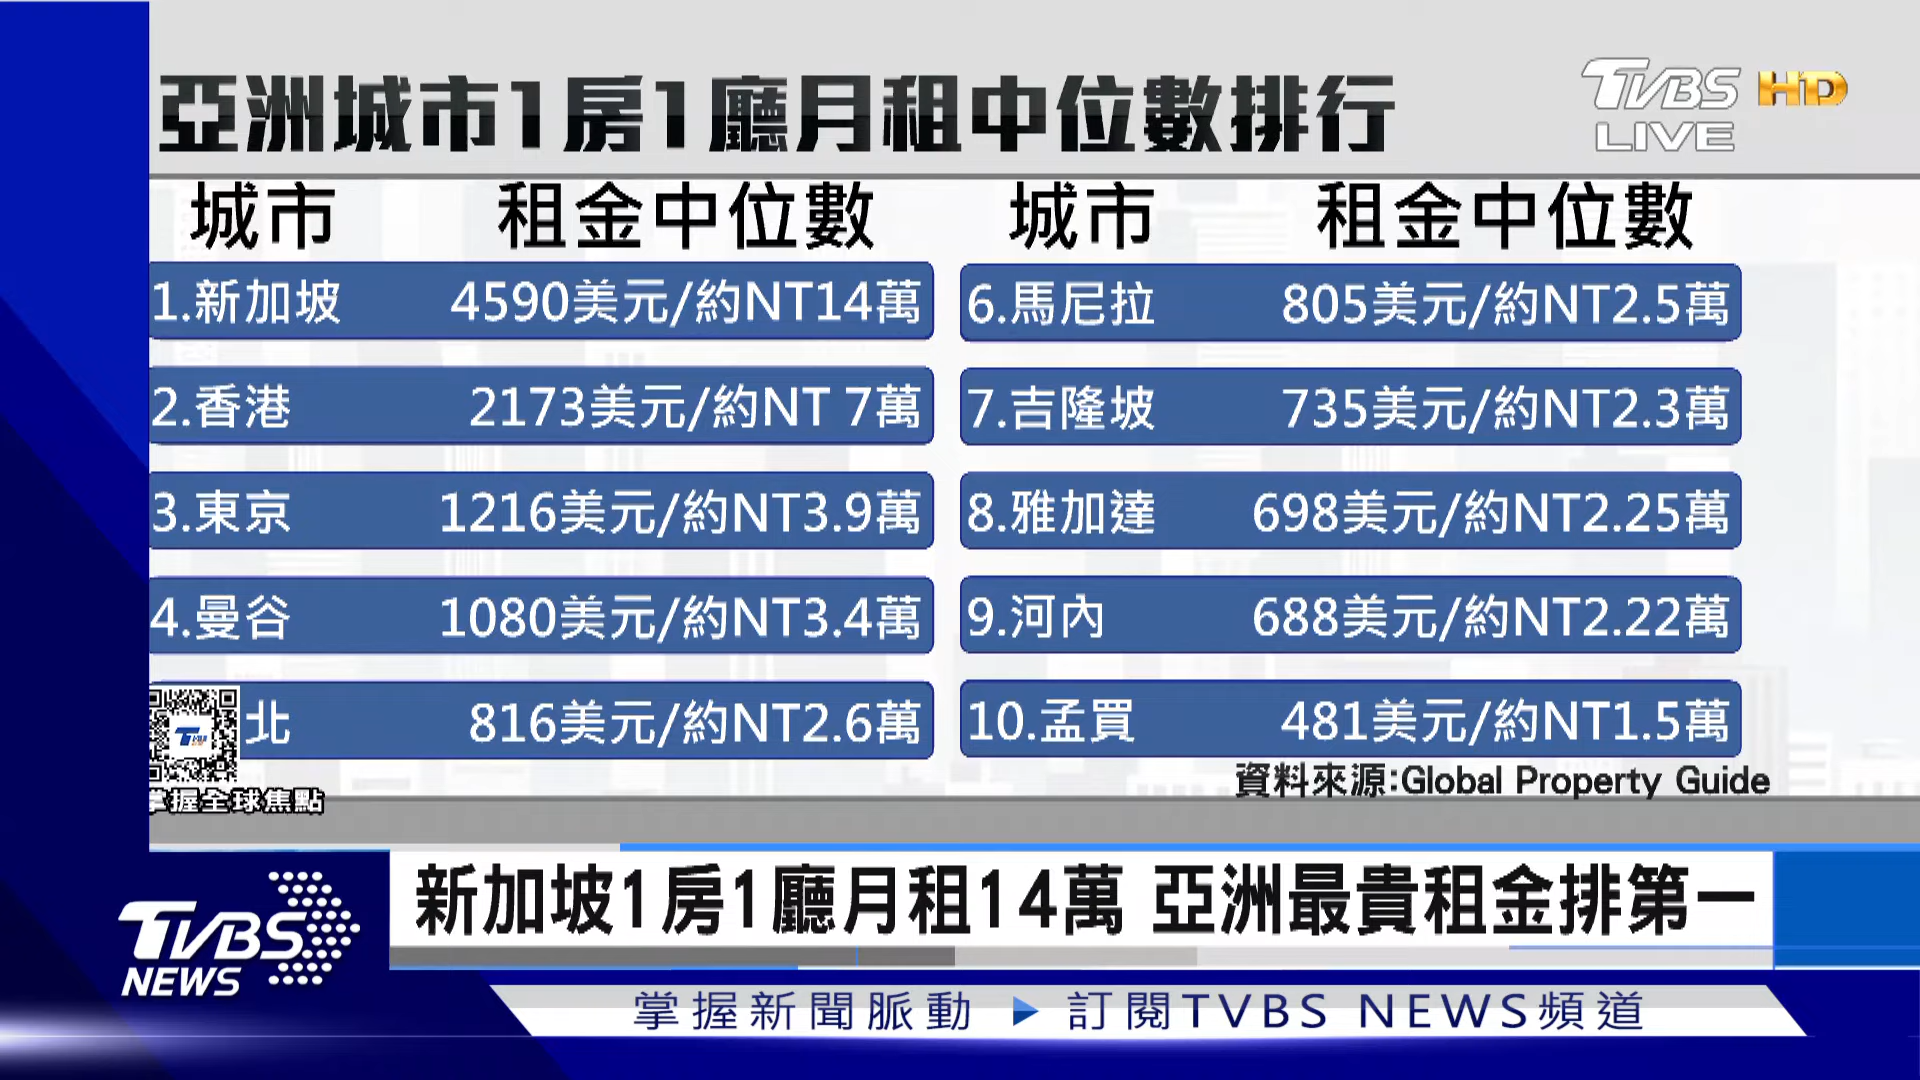 亞洲城市1房1廳月租中位數排行
TVBS HD
LIVE
城市 租金中位數 城市 租金中位數
1.新加坡 4590美元/約NT14萬
2.香港 2173美元/約NT 7萬
3.東京 1216美元/約NT3.9萬
4.曼谷 1080美元/約NT3.4萬
北 816美元/約NT2.6萬
6.馬尼拉 805美元/約NT2.5萬
7.吉隆坡 735美元/約NT2.3萬
8.雅加達 698美元/約NT2.25萬
9.河內 688美元/約NT2.22萬
10.孟買 481美元/約NT1.5萬
資料來源:Global Property Guide
掌握全球焦點
新加坡1房1廳月租14萬 亞洲最貴租金排第一
TVBS
NEWS
掌握新聞脈動 ▶ 訂閱TVBS NEWS頻道